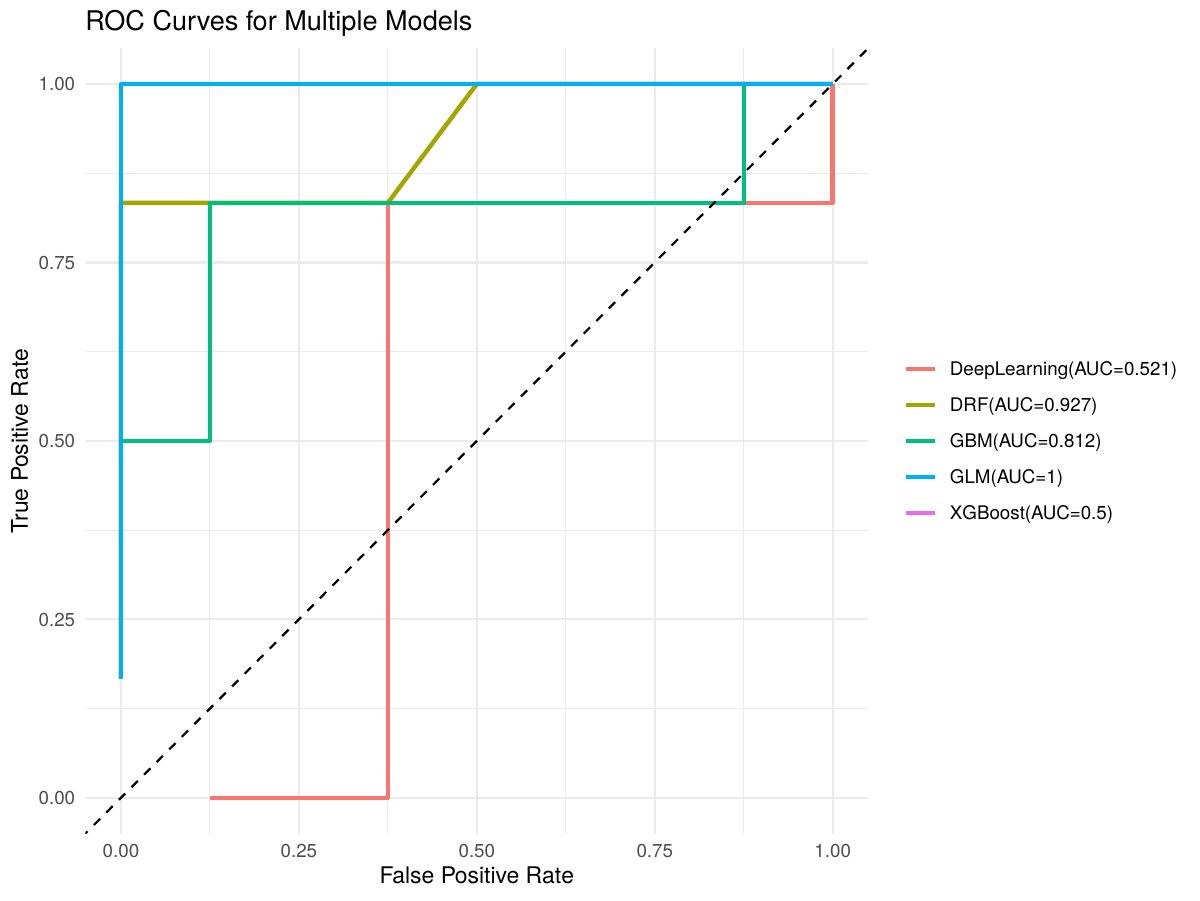 ROC Curves for Multiple Models
True Positive Rate
1.00
0.75
0.50
0.25
0.00
0.00 0.25 0.50 0.75 1.00
False Positive Rate
DeepLearning(AUC=0.521)
DRF(AUC=0.927)
GBM(AUC=0.812)
GLM(AUC=1)
XGBoost(AUC=0.5)